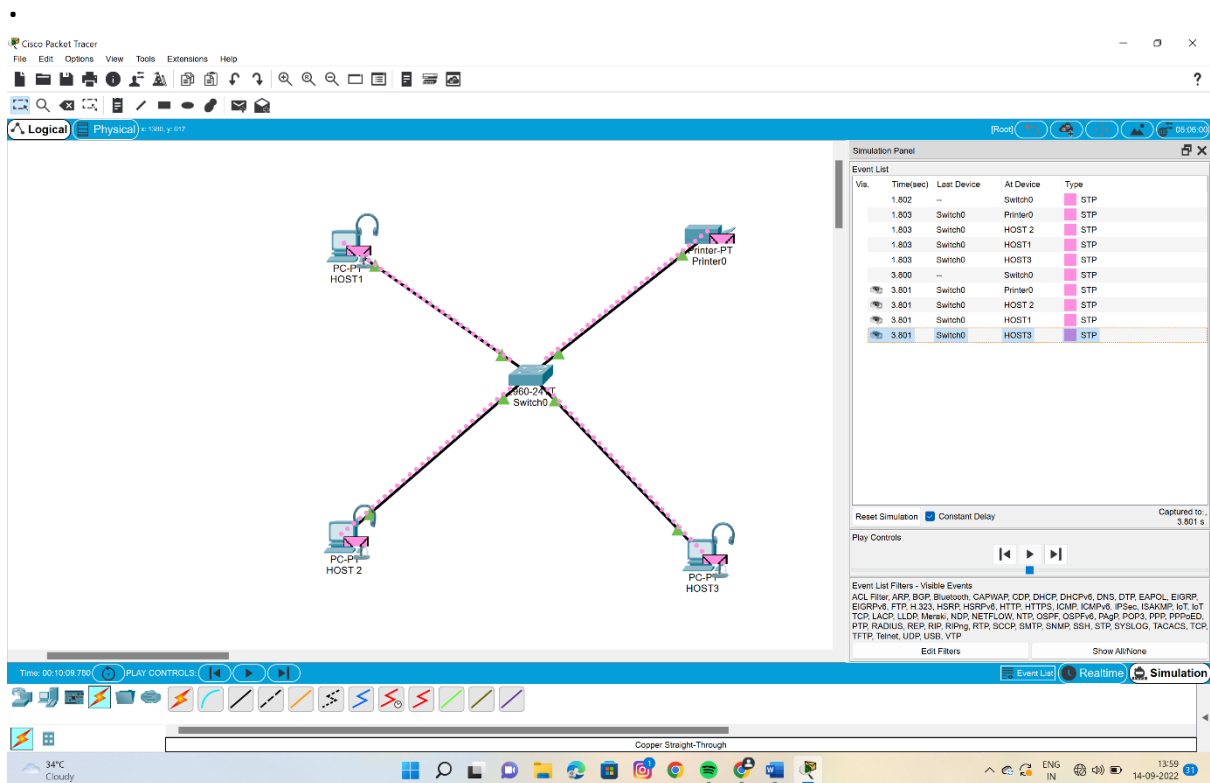 Cisco Packet Tracer
File Edit Options View Tools Extensions Help
?
Logical Physical x: 1380, y: 617 [Root] 05:06:00
Simulation Panel
Event List
Vis. Time(sec) Last Device At Device Type
1.802 -- Switch0 STP
1.803 Switch0 Printer0 STP
1.803 Switch0 HOST 2 STP
1.803 Switch0 HOST1 STP
1.803 Switch0 HOST3 STP
3.800 -- Switch0 STP
3.801 Switch0 Printer0 STP
3.801 Switch0 HOST 2 STP
3.801 Switch0 HOST1 STP
3.801 Switch0 HOST3 STP
PC-PT
HOST1
Printer-PT
Printer0
960-24TT
Switch0
PC-PT
HOST 2
PC-PT
HOST3
Reset Simulation Constant Delay Captured to:
3.801 s
Play Controls
Event List Filters - Visible Events
ACL Filter, ARP, BGP, Bluetooth, CAPWAP, CDP, DHCP, DHCPv6, DNS, DTP, EAPOL, EIGRP,
EIGRPv6, FTP, H.323, HSRP, HSRPv6, HTTP, HTTPS, ICMP, ICMPv6, IPSec, ISAKMP, IoT, IoT
TCP, LACP, LLDP, Meraki, NDP, NETFLOW, NTP, OSPF, OSPFv6, PAgP, POP3, PPP, PPPoED,
PTP, RADIUS, REP, RIP, RIPng, RTP, SCCP, SMTP, SNMP, SSH, STP, SYSLOG, TACACS, TCP,
TFTP, Telnet, UDP, USB, VTP
Edit Filters Show All/None
Time: 00:10:09.780 PLAY CONTROLS: Event List Realtime Simulation
Copper Straight-Through
34°C
Cloudy
ENG
IN
13:59
14-09-2022
31